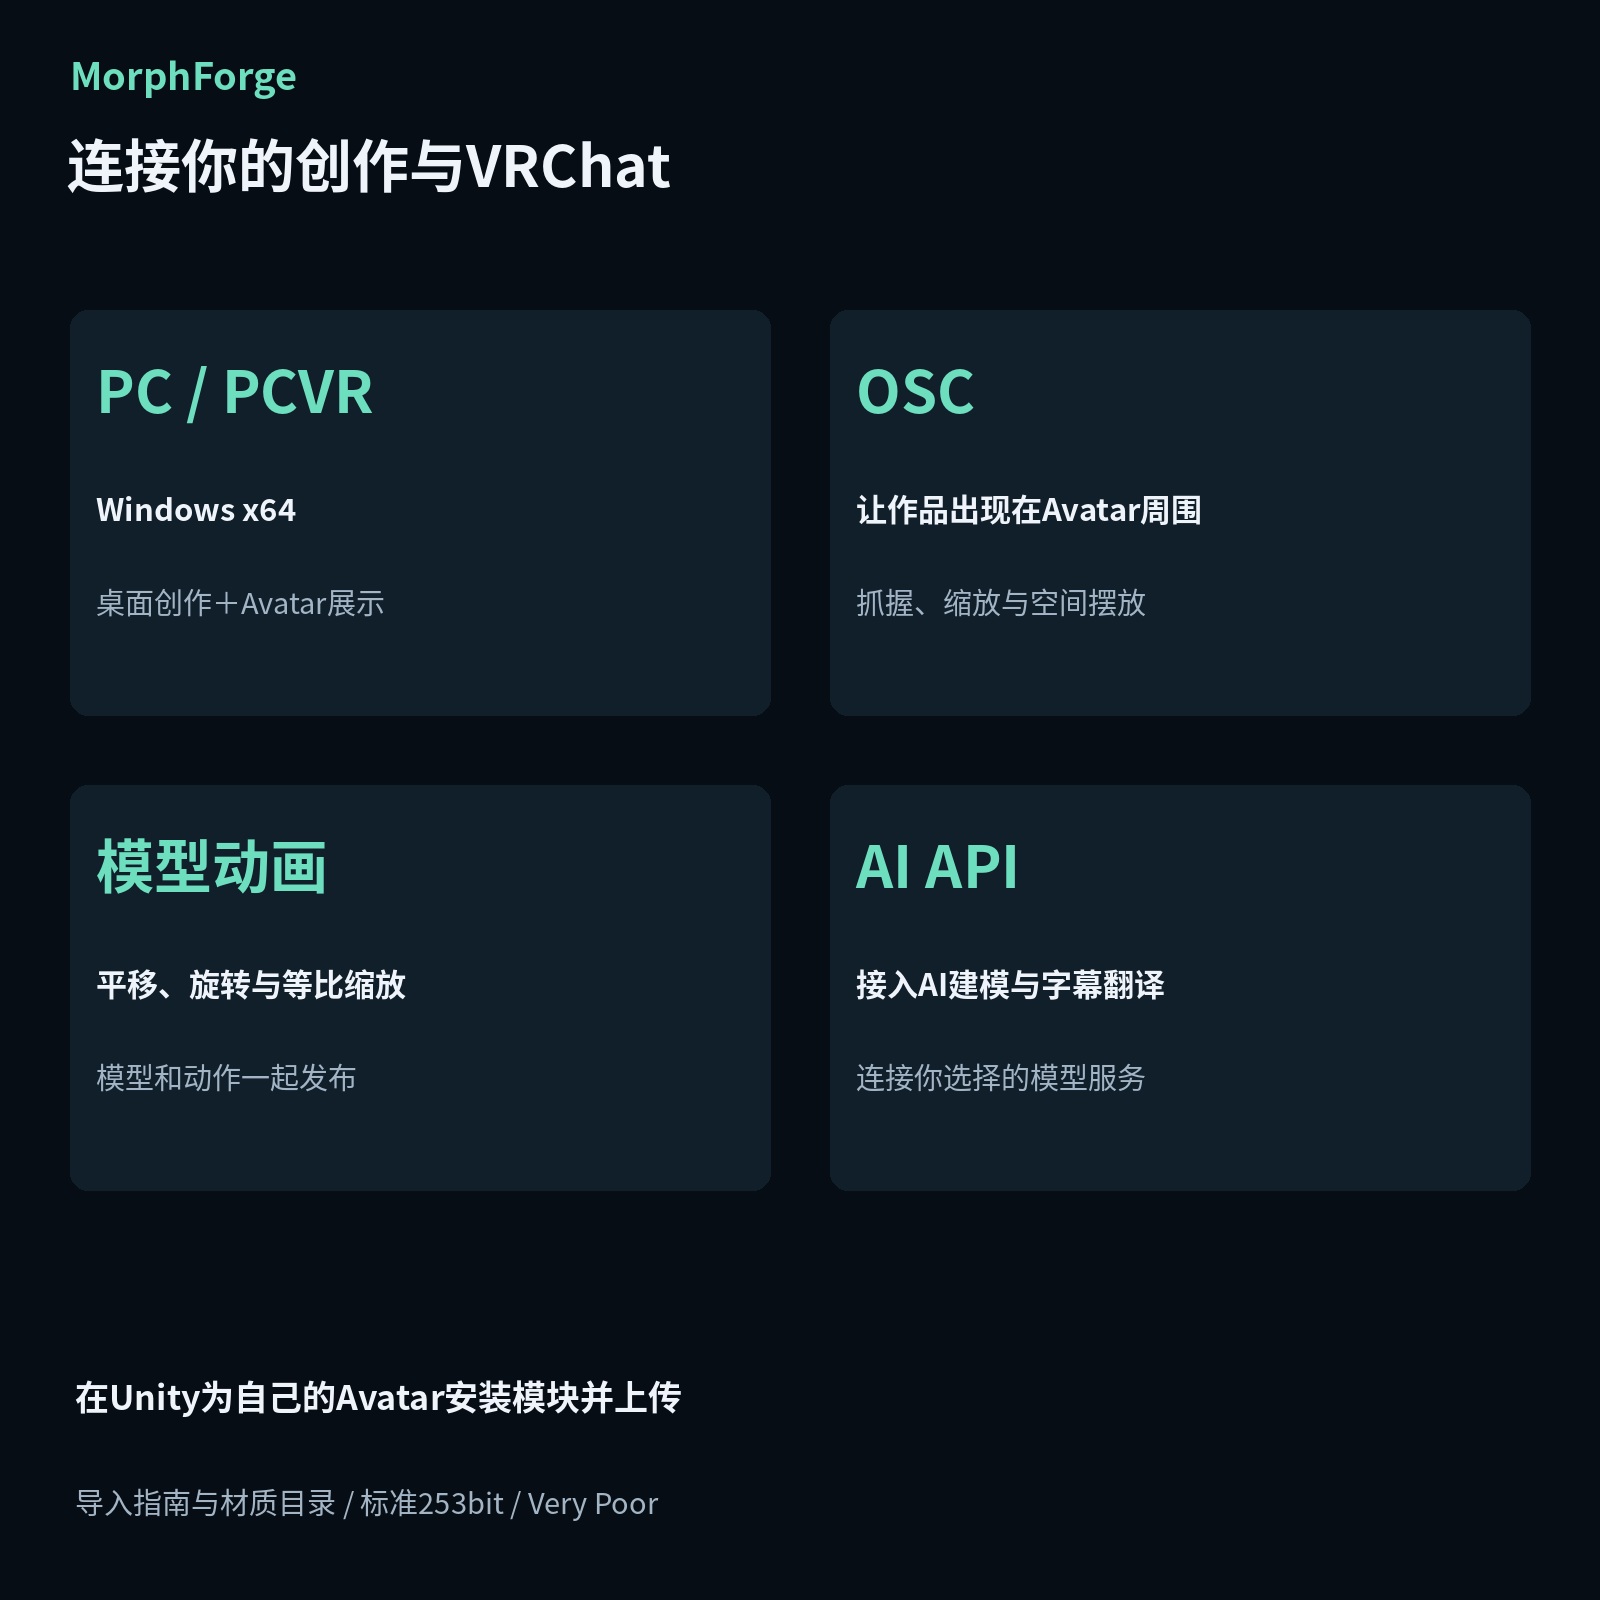 MorphForge
连接你的创作与VRChat
PC / PCVR
Windows x64
桌面创作＋Avatar展示
OSC
让作品出现在Avatar周围
抓握、缩放与空间摆放
模型动画
平移、旋转与等比缩放
模型和动作一起发布
AI API
接入AI建模与字幕翻译
连接你选择的模型服务
在Unity为自己的Avatar安装模块并上传
导入指南与材质目录 / 标准253bit / Very Poor